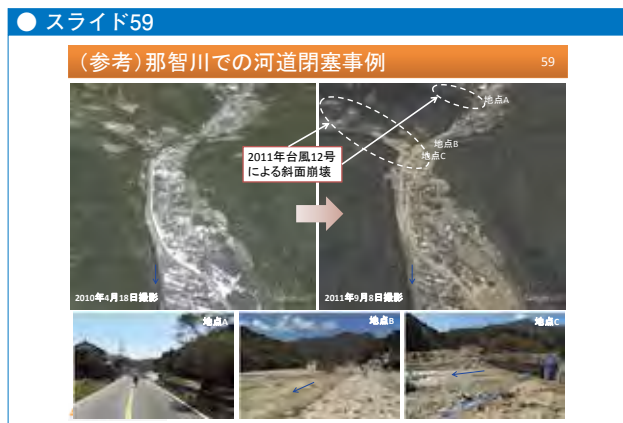 ● スライド59
(参考)那智川での河道閉塞事例
59
地点A
地点B
地点C
2011年台風12号
による斜面崩壊
2010年4月18日撮影
2011年9月8日撮影
地点A
地点B
地点C